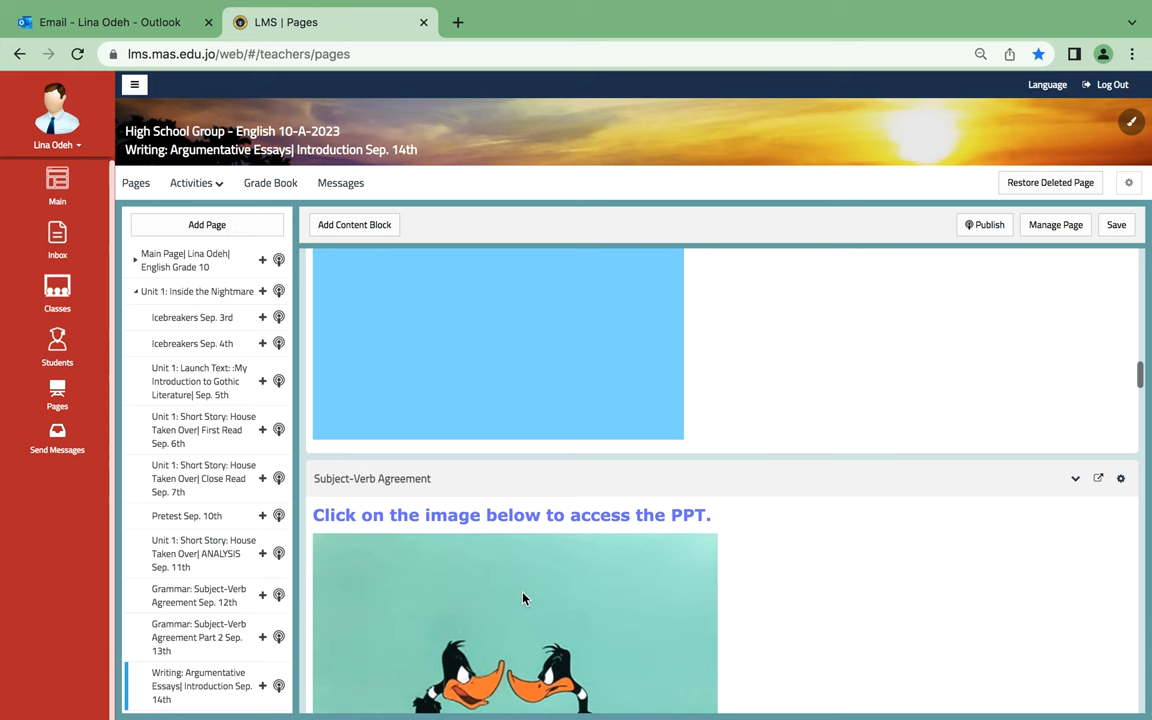 Email - Lina Odeh - Outlook
LMS | Pages
lms.mas.edu.jo/web/#/teachers/pages
Language
Log Out
Lina Odeh
High School Group - English 10-A-2023
Writing: Argumentative Essays| Introduction Sep. 14th
Pages
Activities
Grade Book
Messages
Restore Deleted Page
Main
Inbox
Classes
Students
Pages
Send Messages
Add Page
Main Page| Lina Odeh|
English Grade 10
Unit 1: Inside the Nightmare
Icebreakers Sep. 3rd
Icebreakers Sep. 4th
Unit 1: Launch Text: :My
Introduction to Gothic
Literature| Sep. 5th
Unit 1: Short Story: House
Taken Over| First Read
Sep. 6th
Unit 1: Short Story: House
Taken Over| Close Read
Sep. 7th
Pretest Sep. 10th
Unit 1: Short Story: House
Taken Over| ANALYSIS
Sep. 11th
Grammar: Subject-Verb
Agreement Sep. 12th
Grammar: Subject-Verb
Agreement Part 2 Sep.
13th
Writing: Argumentative
Essays| Introduction Sep.
14th
Add Content Block
Publish
Manage Page
Save
Subject-Verb Agreement
Click on the image below to access the PPT.